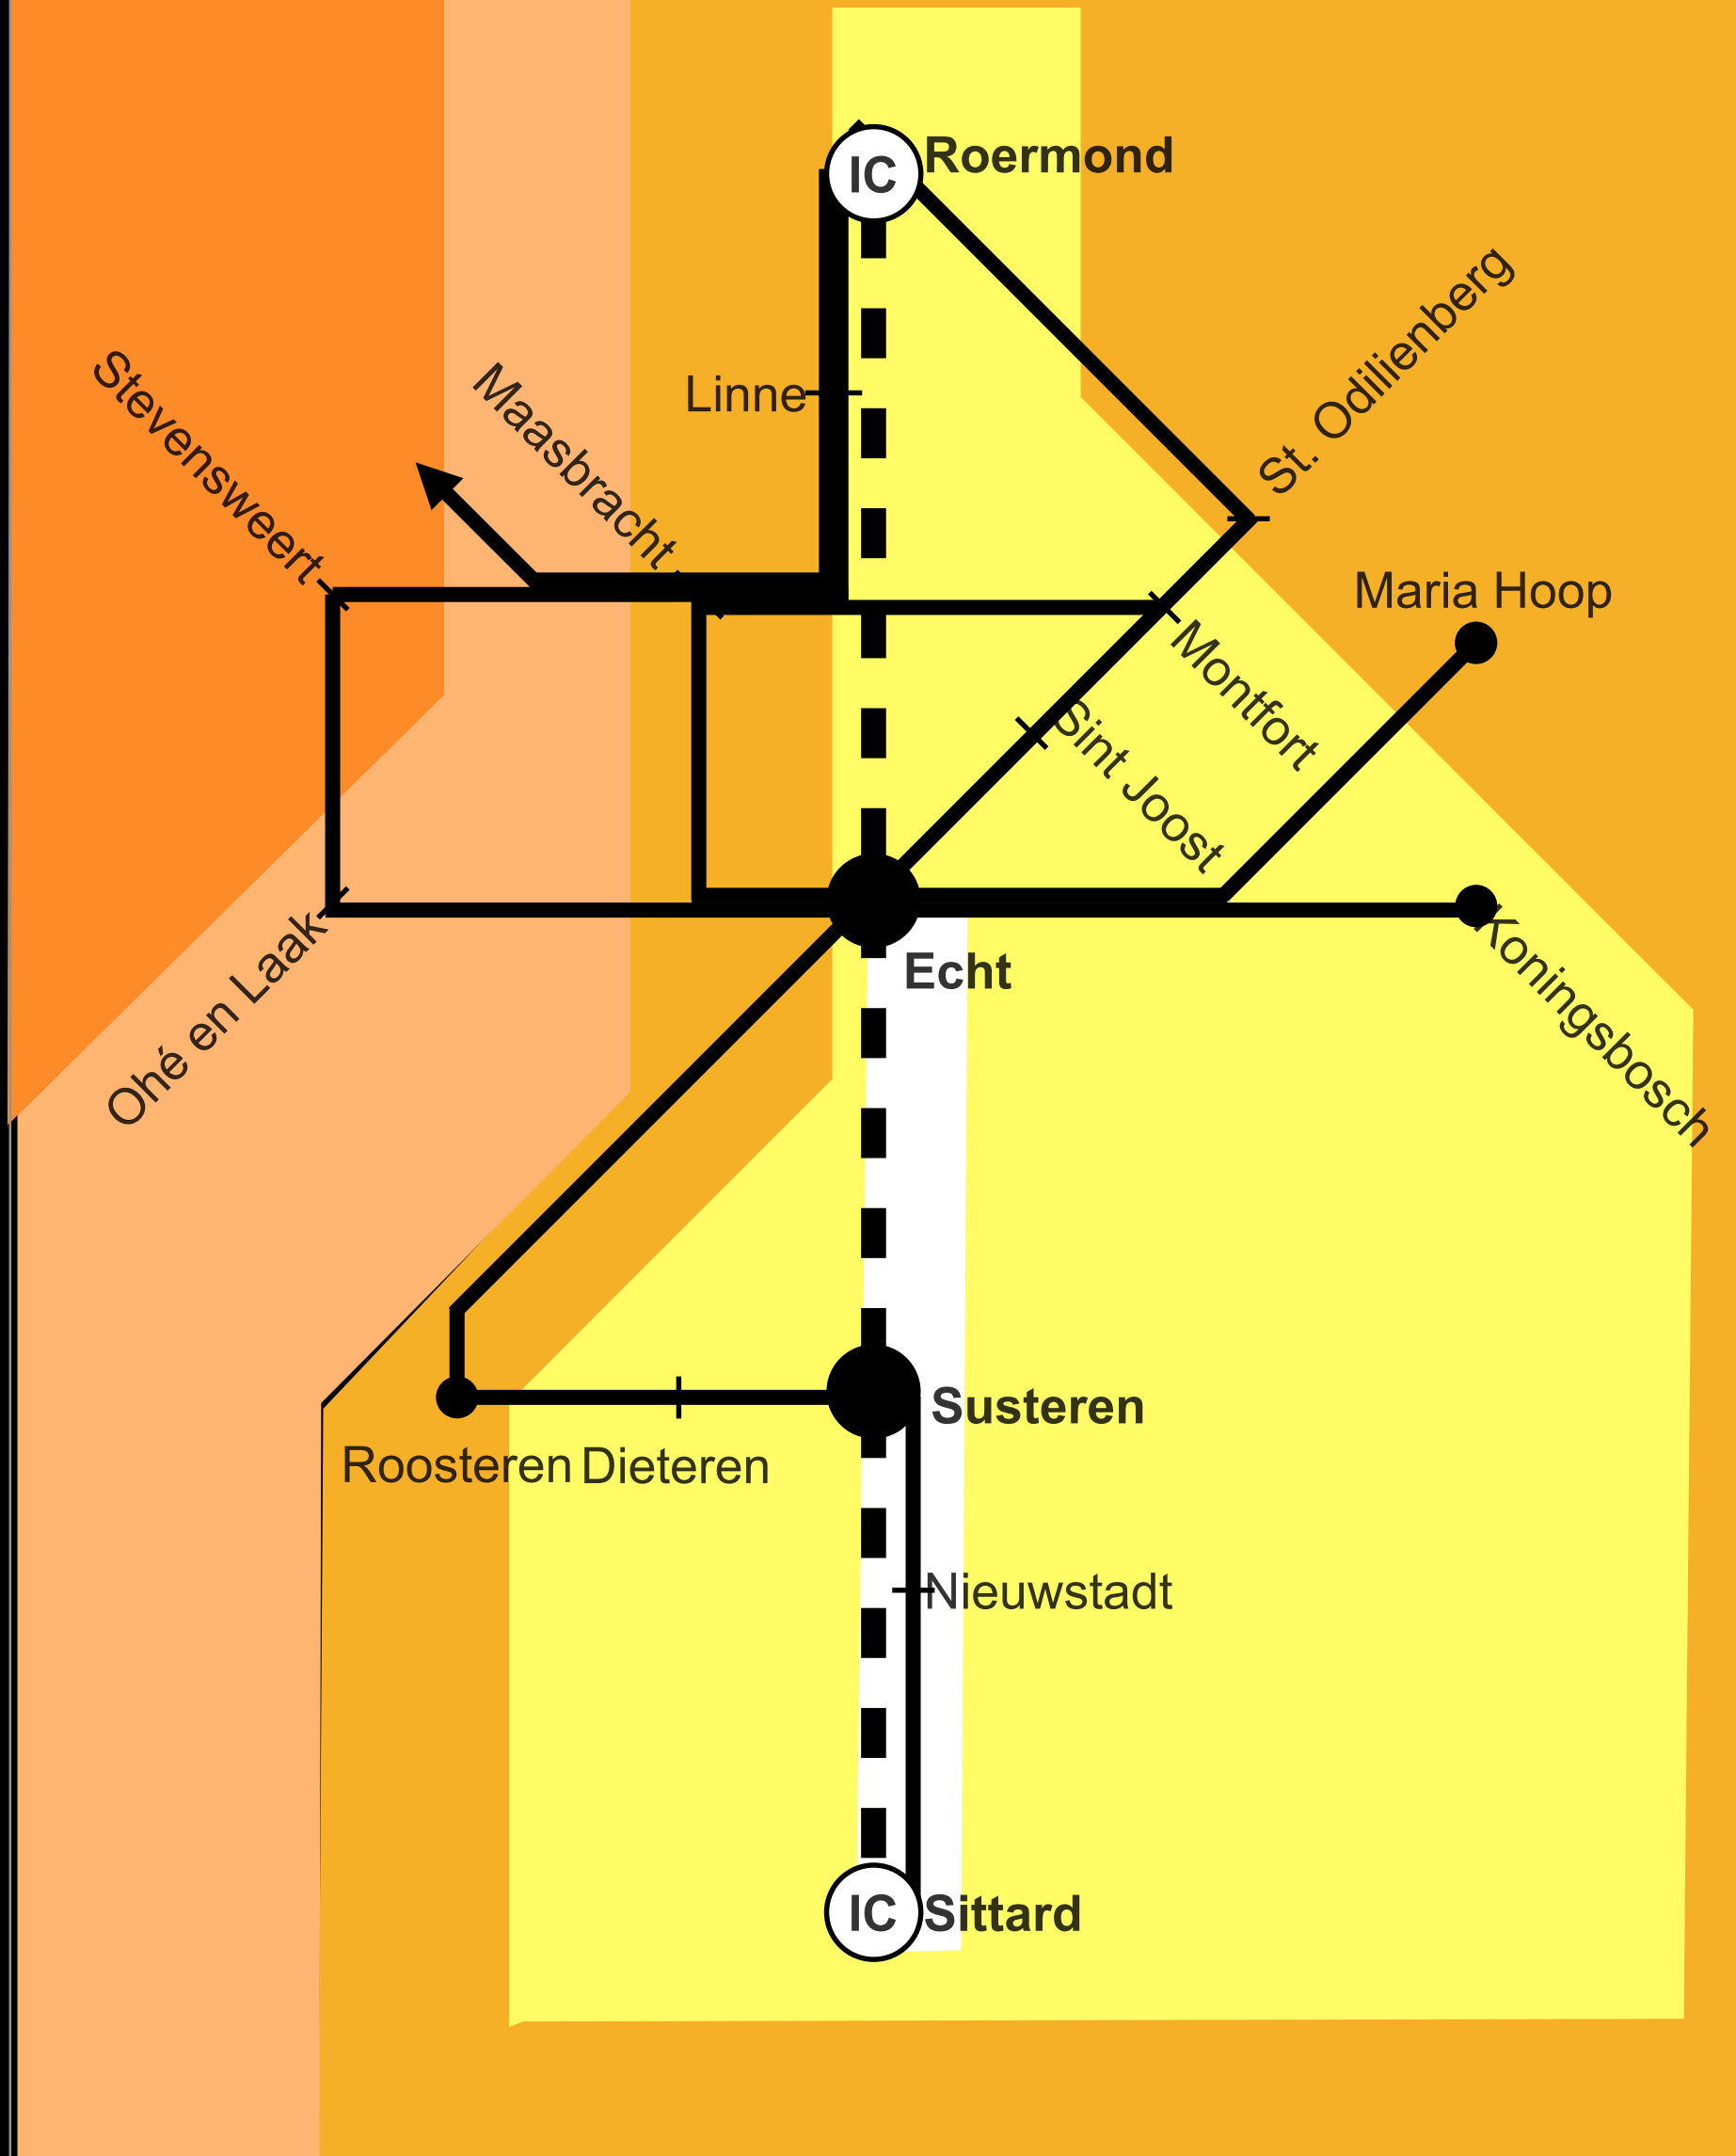 IC
Roermond
Linne
St. Odilienberg
Stevensweert
Maasbracht
Maria Hoop
Montfort
Sint Joost
Ohé en Laak
Echt
Koningsbosch
Susteren
Roosteren
Dieteren
Nieuwstadt
IC
Sittard